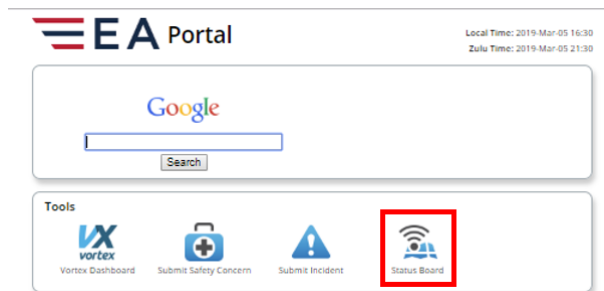 EA Portal
Local Time: 2019-Mar-05 16:30
Zulu Time: 2019-Mar-05 21:30
Google
Search
Tools
VX
vortex
Vortex Dashboard
Submit Safety Concern
Submit Incident
Status Board